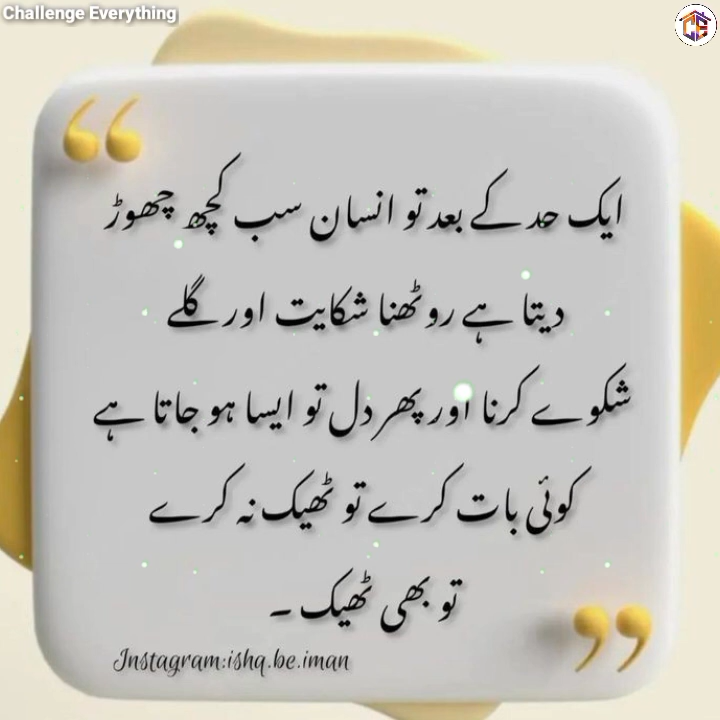 Challenge Everything
ایک حد کے بعد تو انسان سب کچھ چھوڑ
دیتا ہے روٹھنا شکایت اور گلے
شکوے کرنا اور پھر دل تو ایسا ہو جاتا ہے
کوئی بات کرے تو ٹھیک نہ کرے
تو بھی ٹھیک ۔
Instagram:ishq.be.iman